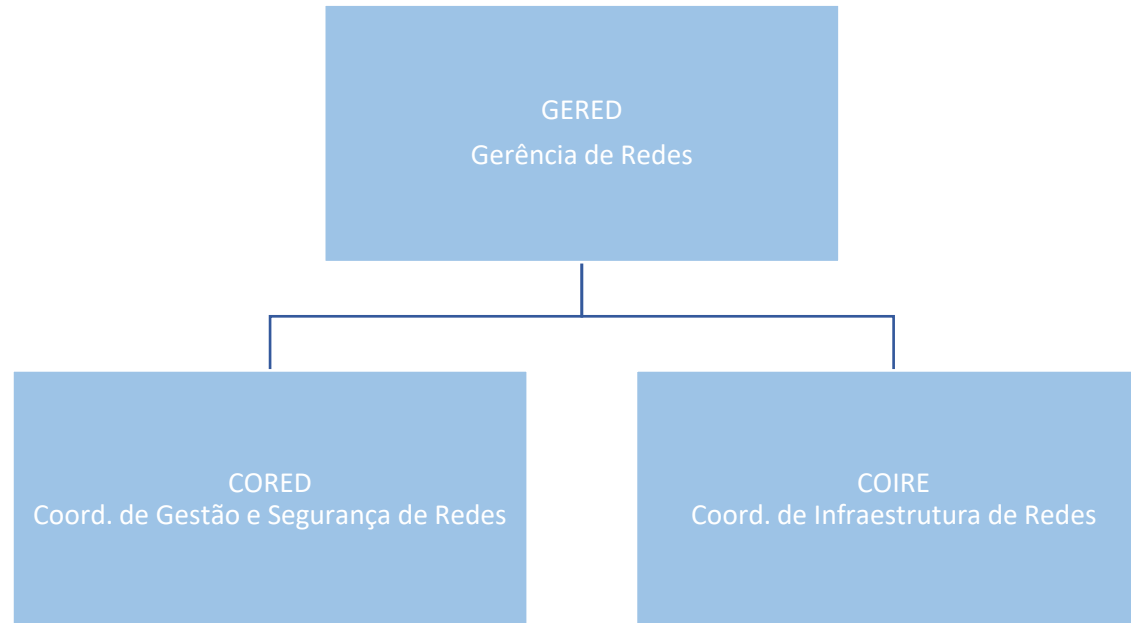 GERED
Gerência de Redes
CORED
Coord. de Gestão e Segurança de Redes
COIRE
Coord. de Infraestrutura de Redes